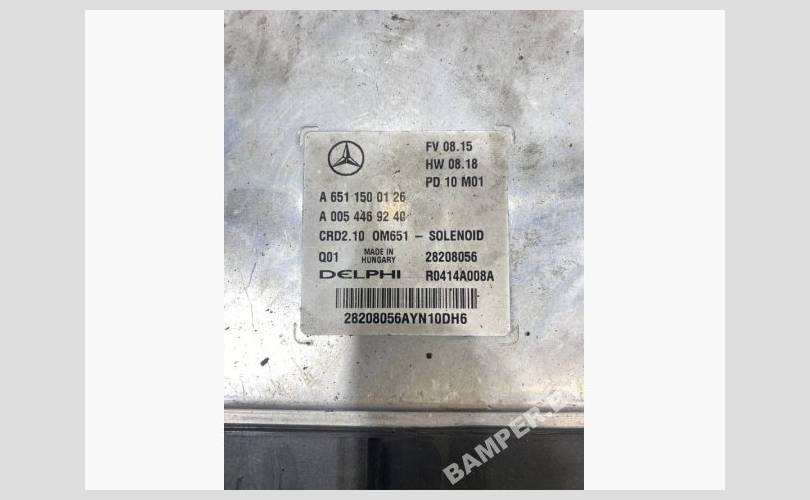 FV 08.15
HW 08.18
PD 10 M01
A 651 150 01 26
A 005 446 92 40
CRD2.10 OM651 – SOLENOID
Q01 MADE IN HUNGARY 28208056
DELPHI R0414A008A
28208056AYN10DH6